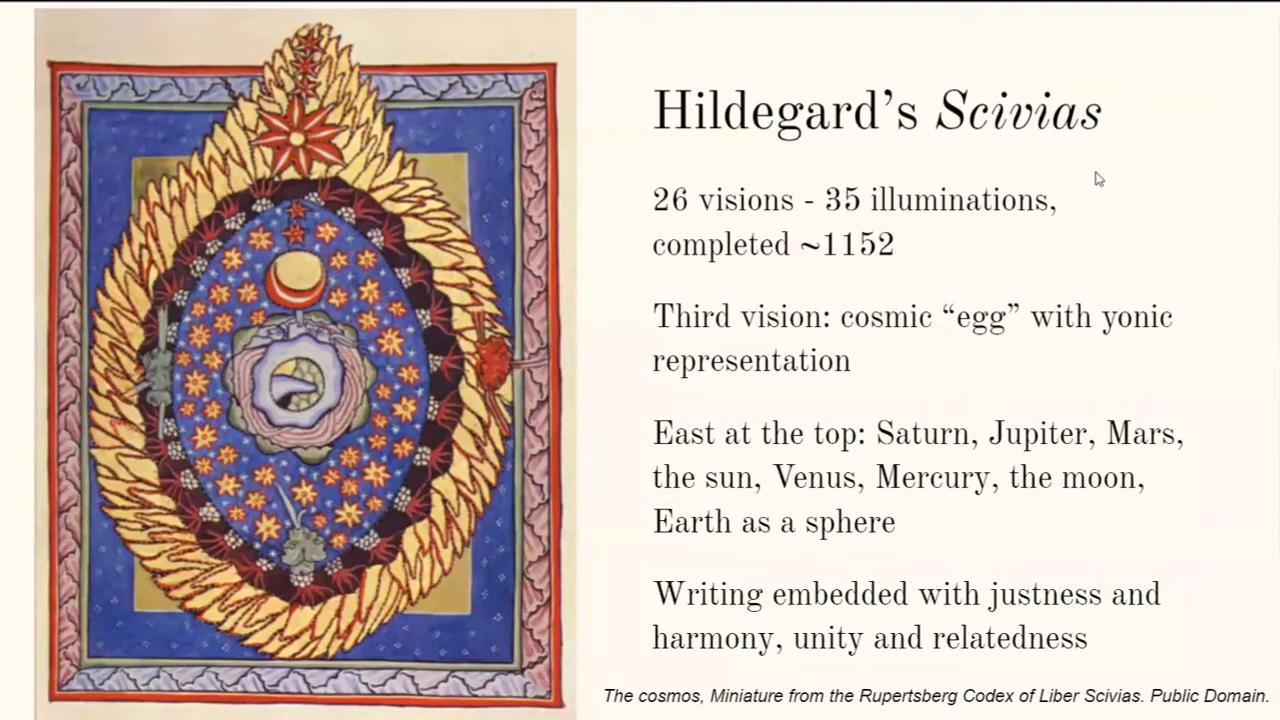 Hildegard’s Scivias
26 visions - 35 illuminations,
completed ~1152
Third vision: cosmic “egg” with yonic
representation
East at the top: Saturn, Jupiter, Mars,
the sun, Venus, Mercury, the moon,
Earth as a sphere
Writing embedded with justness and
harmony, unity and relatedness
The cosmos, Miniature from the Rupertsberg Codex of Liber Scivias. Public Domain.